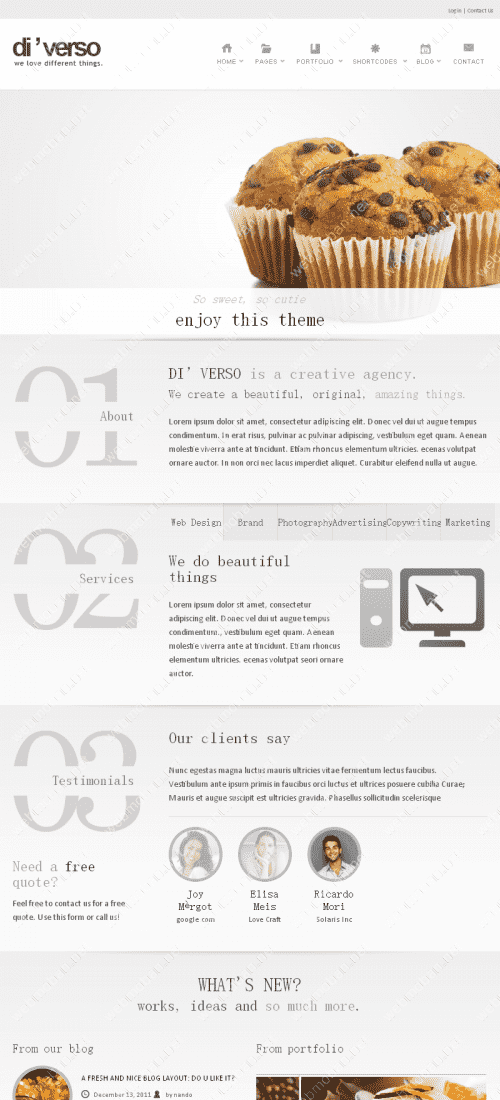 Login | Contact Us
di'verso
we love different things.
HOME PAGES PORTFOLIO SHORTCODES BLOG CONTACT
So sweet, so cutie
enjoy this theme
01
About
DI'VERSO is a creative agency.
We create a beautiful, original, amazing things.
Lorem ipsum dolor sit amet, consectetur adipiscing elit. Donec vel dui ut augue tempus
condimentum. In erat risus, pulvinar ac pulvinar adipiscing, vestibulum eget quam. Aenean
molestie viverra ante at tincidunt. Etiam rhoncus elementum ultricies. ecenas volutpat
ornare auctor. In non orci nec lacus imperdiet aliquet. Curabitur eleifend nulla ut augue.
02
Services
Web Design Brand Photography Advertising Copywriting Marketing
We do beautiful
things
Lorem ipsum dolor sit amet, consectetur
adipiscing elit. Donec vel dui ut augue tempus
condimentum., vestibulum eget quam. Aenean
molestie viverra ante at tincidunt. Etiam rhoncus
elementum ultricies. ecenas volutpat seori ornare
auctor.
03
Testimonials
Our clients say
Nunc egestas magna luctus mauris ultricies vitae fermentum lectus faucibus.
Vestibulum ante ipsum primis in faucibus orci luctus et ultrices posuere cubilia Curae;
Mauris et augue suscipit est ultricies gravida. Phasellus sollicitudin scelerisque
Joy
Margot
google.com
Elisa
Meis
Love Craft
Ricardo
Mori
Solaris Inc
Need a free
quote?
Feel free to contact us for a free
quote. Use this form or call us!
WHAT'S NEW?
works, ideas and so much more.
From our blog
From portfolio
A FRESH AND NICE BLOG LAYOUT: DO U LIKE IT?
December 13, 2011 by nando